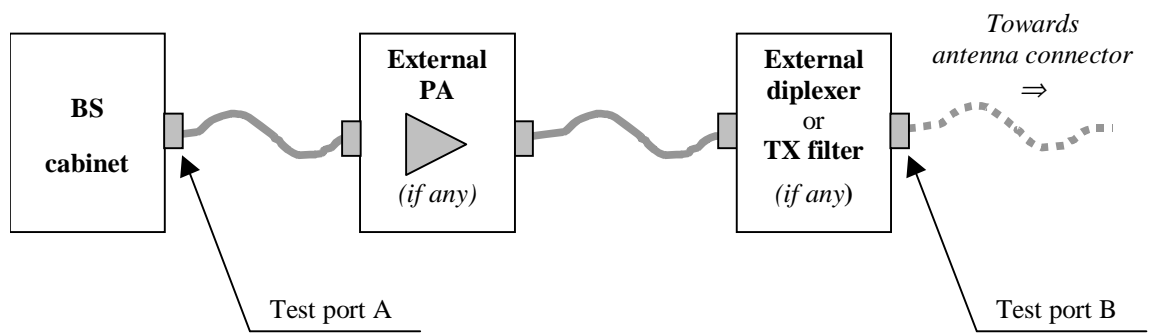 BS
cabinet
External
PA
(if any)
External
diplexer
or
TX filter
(if any)
Towards
antenna connector
⇒
Test port A
Test port B